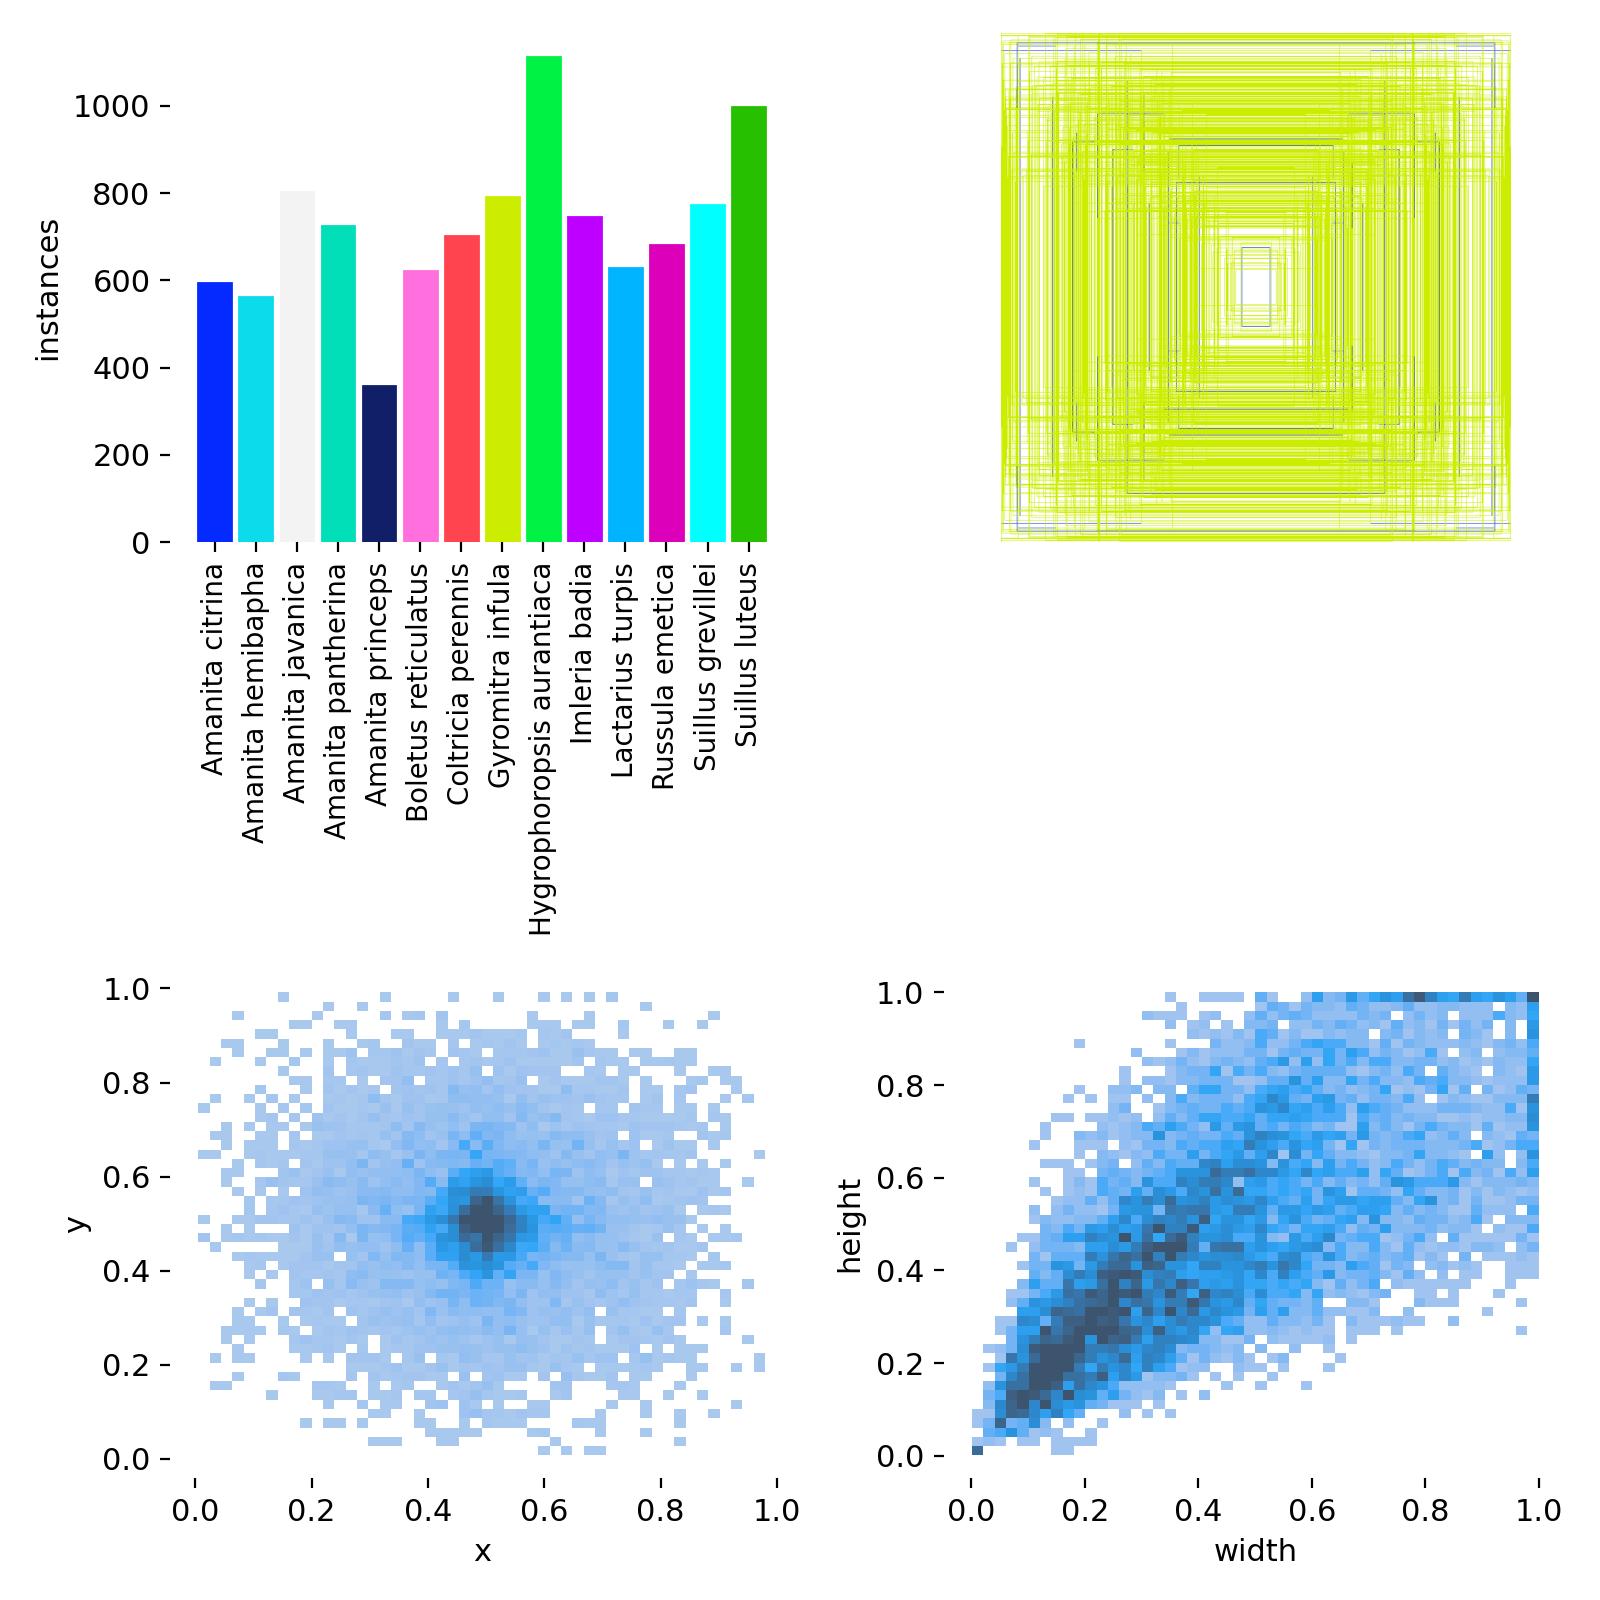 instances
1000
800
600
400
200
0
Amanita citrina
Amanita hemibapha
Amanita javanica
Amanita pantherina
Amanita princeps
Boletus reticulatus
Coltricia perennis
Gyromitra infula
Hygrophoropsis aurantiaca
Imleria badia
Lactarius turpis
Russula emetica
Suillus grevillei
Suillus luteus
y
1.0
0.8
0.6
0.4
0.2
0.0
0.0 0.2 0.4 0.6 0.8 1.0
x
height
1.0
0.8
0.6
0.4
0.2
0.0
0.0 0.2 0.4 0.6 0.8 1.0
width